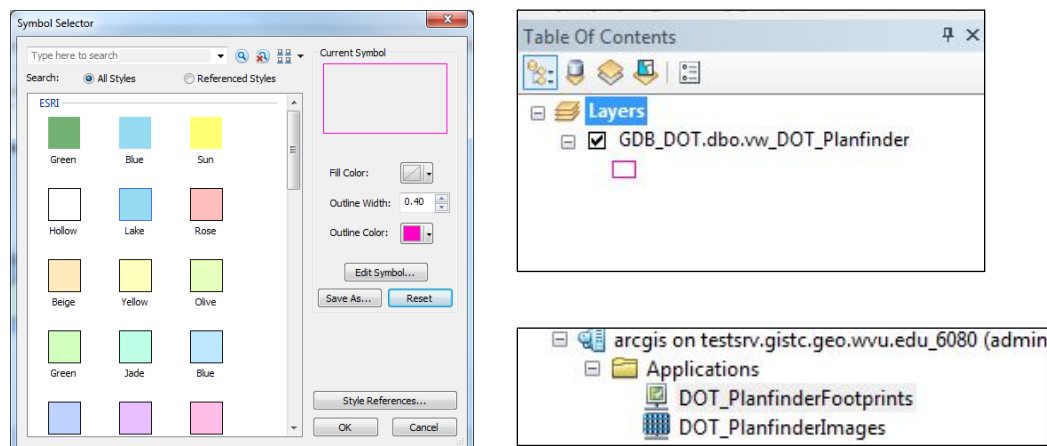 Symbol Selector
Type here to search
Search: All Styles Referenced Styles
ESRI
Green Blue Sun
Hollow Lake Rose
Beige Yellow Olive
Green Jade Blue
Current Symbol
Fill Color:
Outline Width: 0.40
Outline Color:
Edit Symbol...
Save As... Reset
Style References...
OK Cancel
Table Of Contents
Layers
GDB_DOT.dbo.vw_DOT_Planfinder
arcgis on testsrv.gistc.geo.wvu.edu_6080 (admin
Applications
DOT_PlanfinderFootprints
DOT_PlanfinderImages